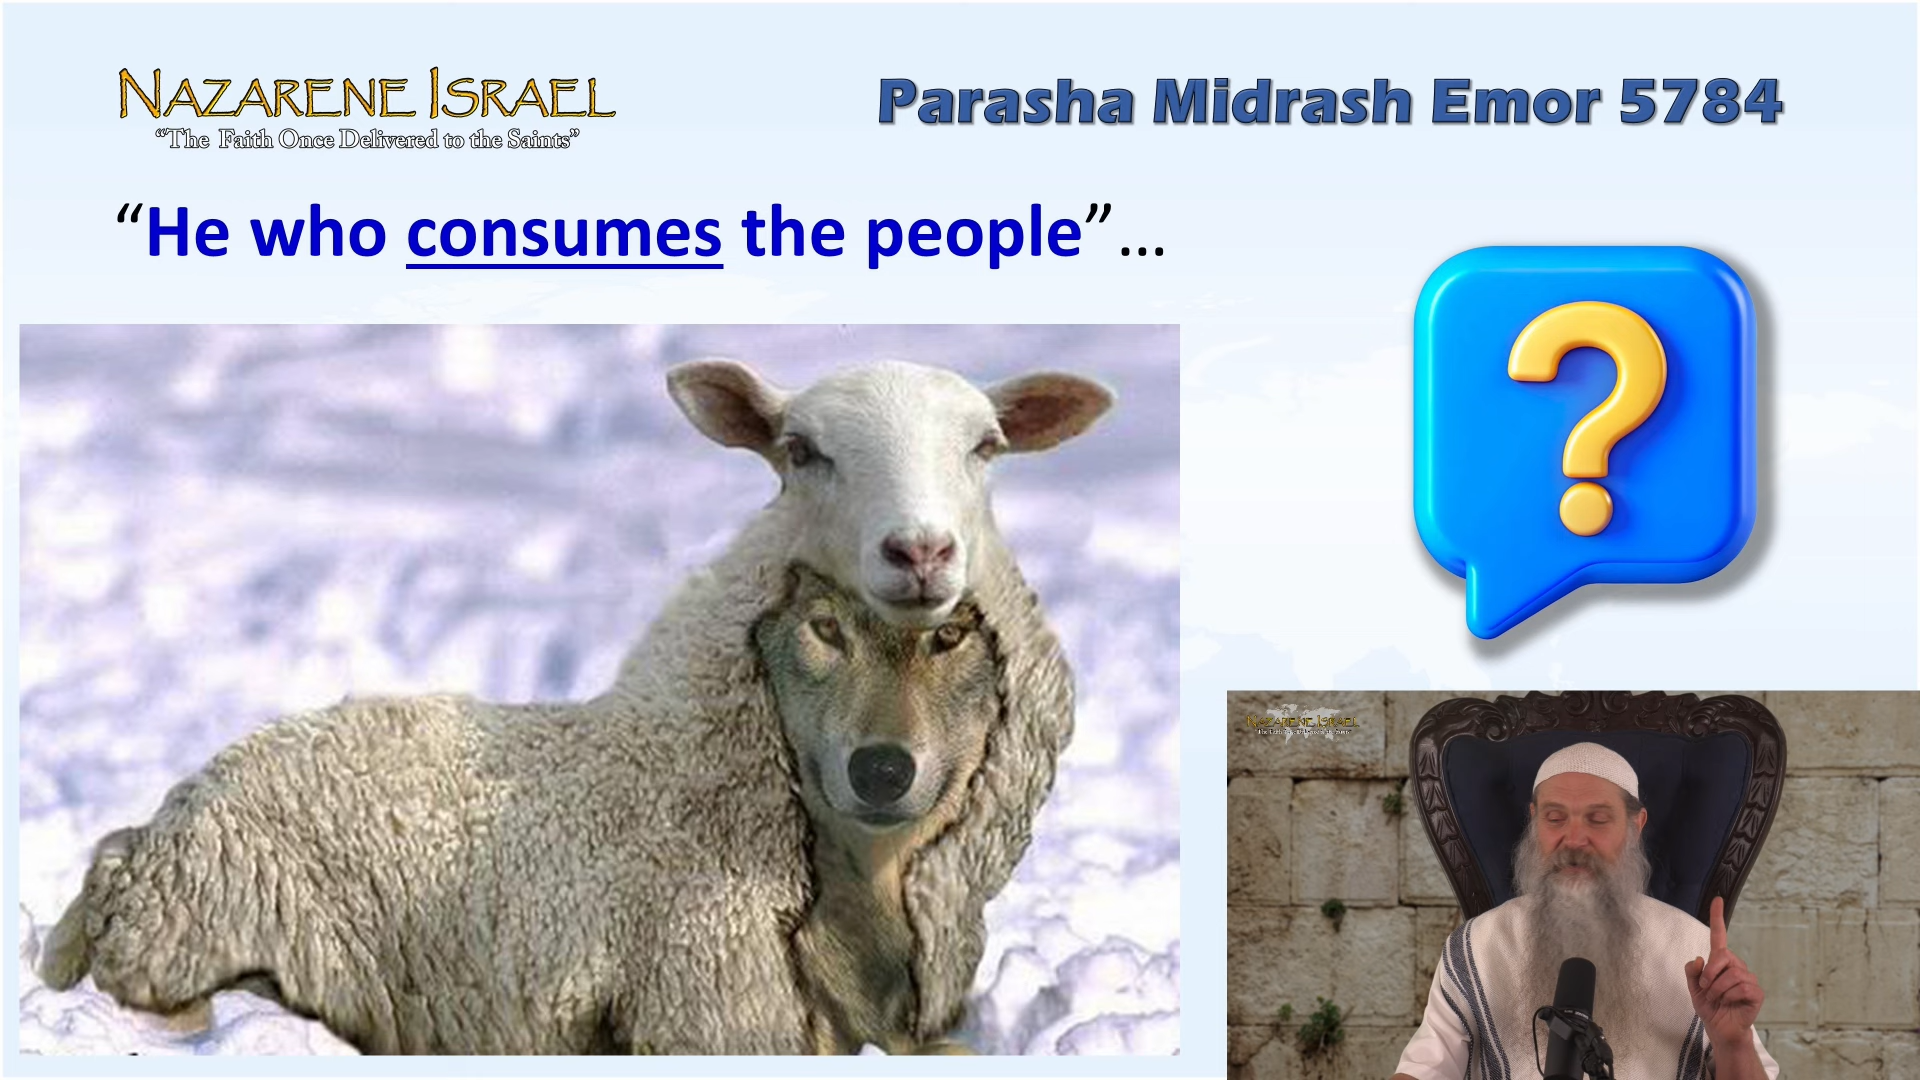 NAZARENE ISRAEL
“The Faith Once Delivered to the Saints”
Parasha Midrash Emor 5784
“He who consumes the people”...
?
NAZARENE ISRAEL